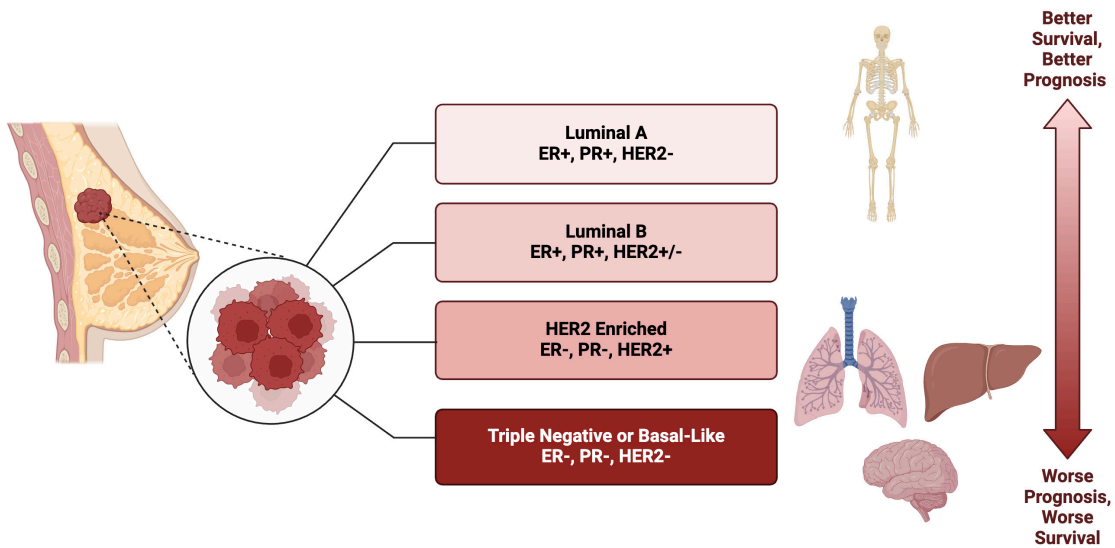 Better
Survival,
Better
Prognosis
Luminal A
ER+, PR+, HER2-
Luminal B
ER+, PR+, HER2+/-
HER2 Enriched
ER-, PR-, HER2+
Triple Negative or Basal-Like
ER-, PR-, HER2-
Worse
Prognosis,
Worse
Survival